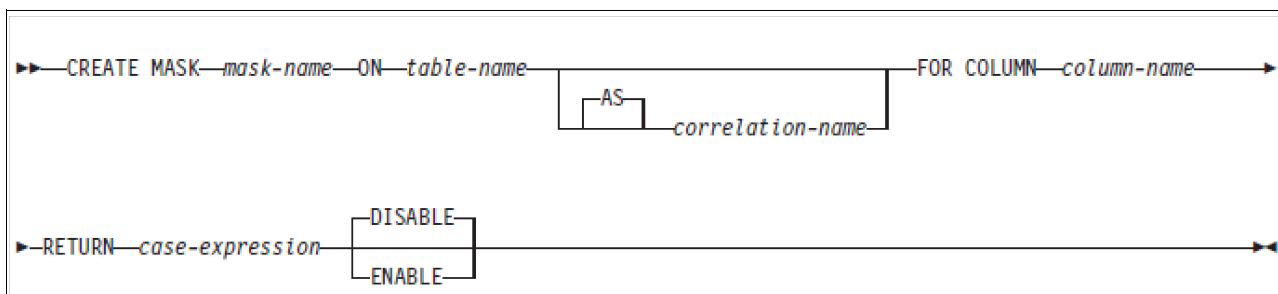 CREATE MASK mask-name ON table-name FOR COLUMN column-name
AS
correlation-name
DISABLE
RETURN case-expression
ENABLE